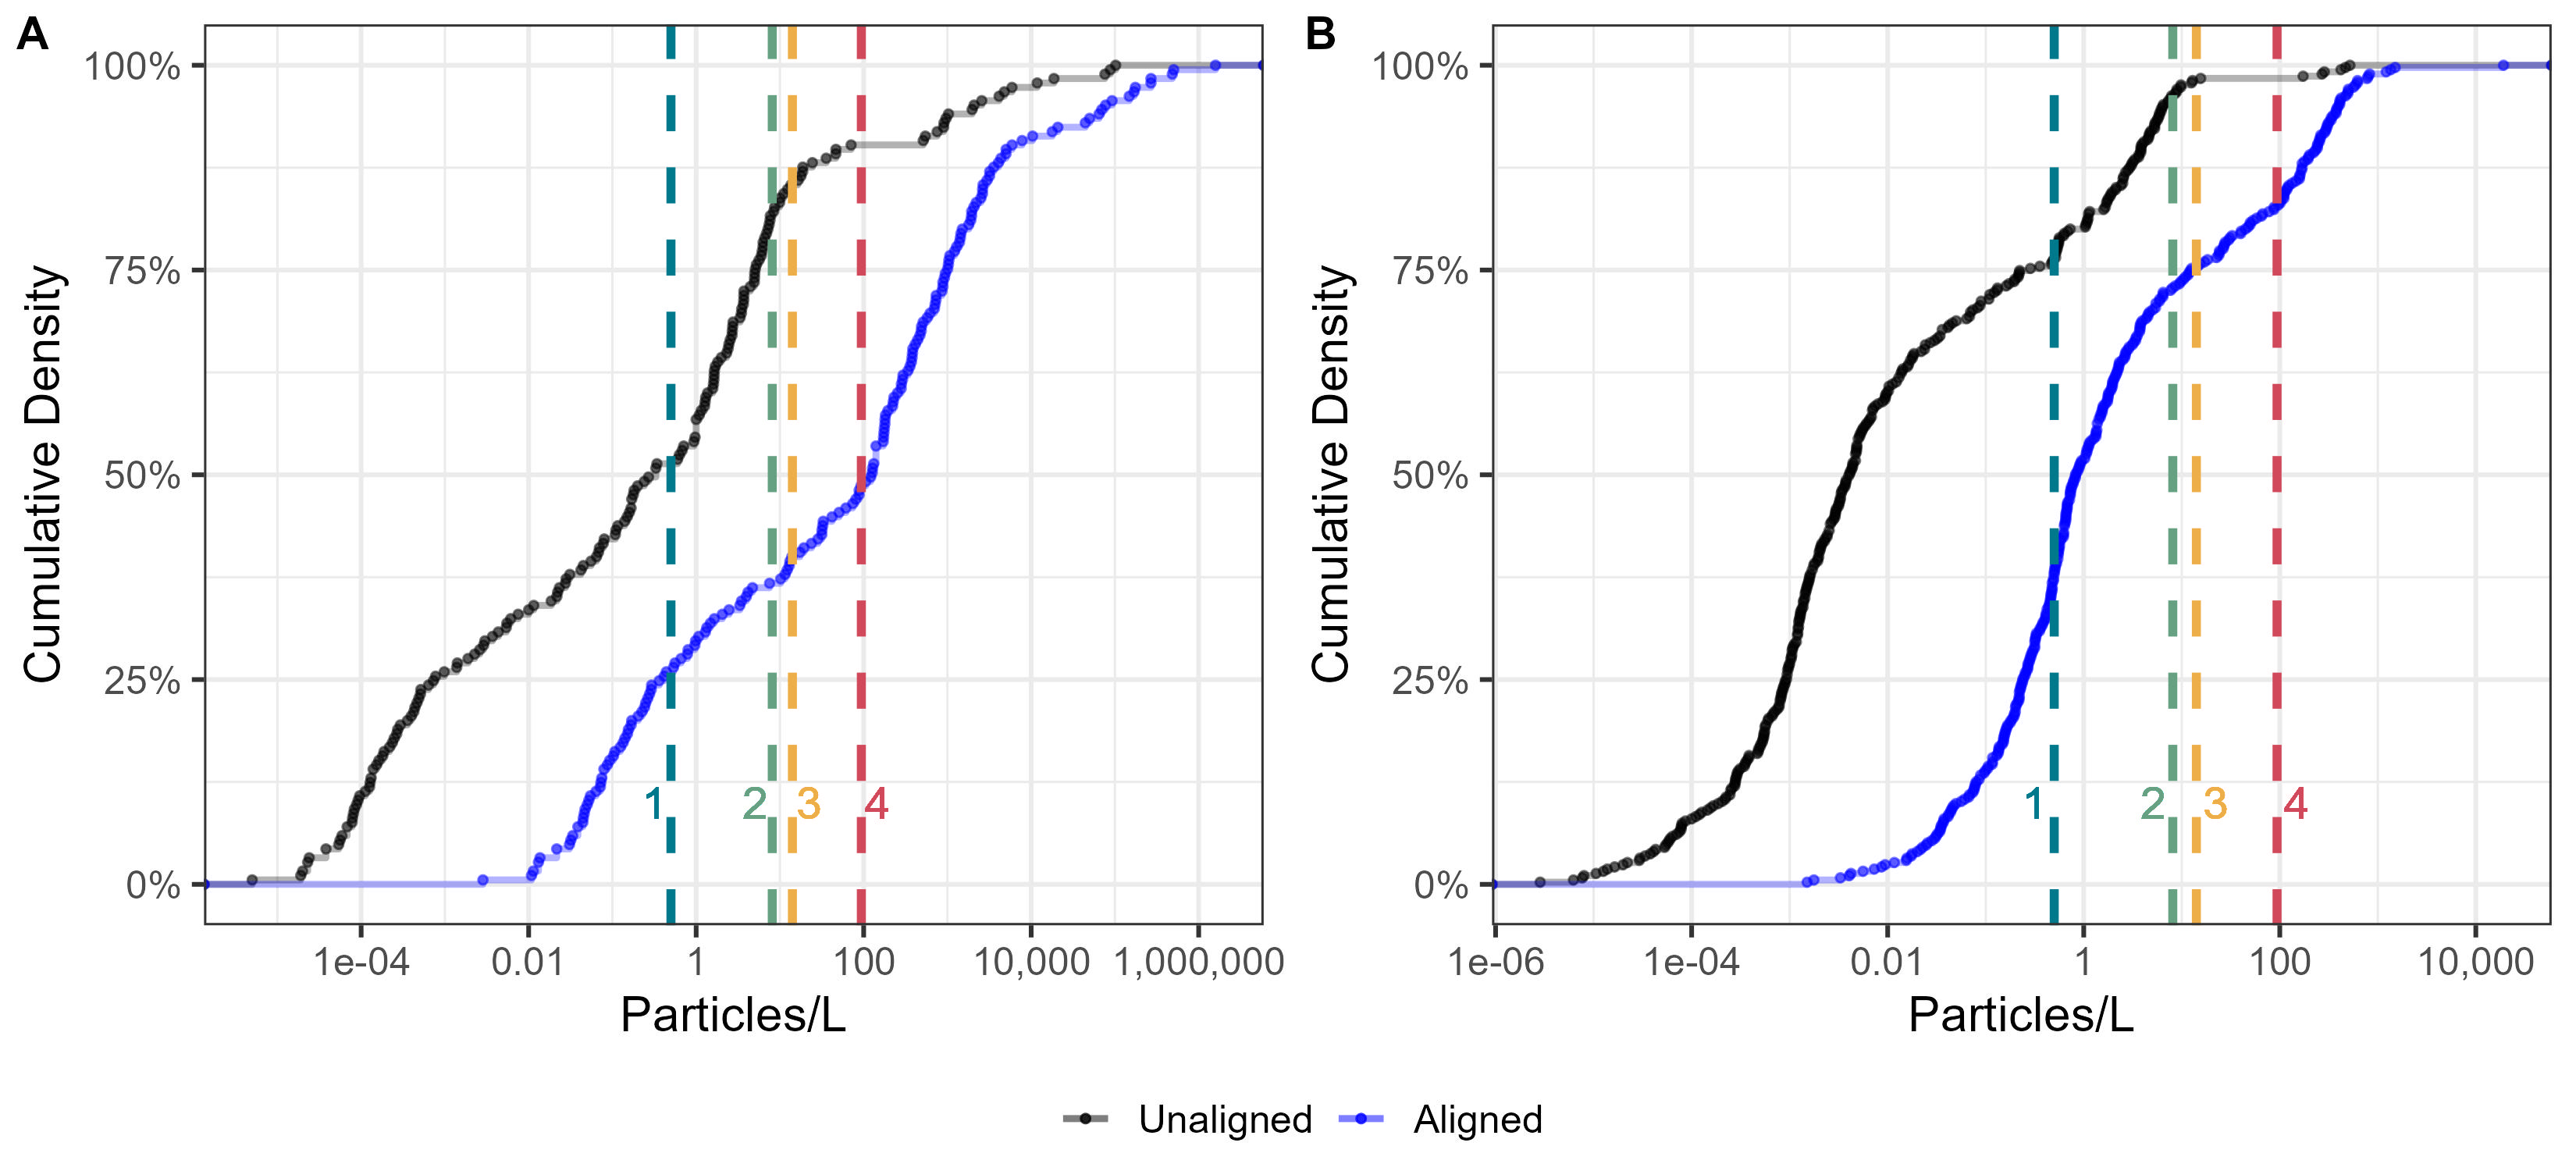 A
B
100%
75%
50%
25%
0%
Cumulative Density
1
2
3
4
1e-04
0.01
1
100
10,000
1,000,000
Particles/L
100%
75%
50%
25%
0%
Cumulative Density
1
2
3
4
1e-06
1e-04
0.01
1
100
10,000
Particles/L
Unaligned
Aligned